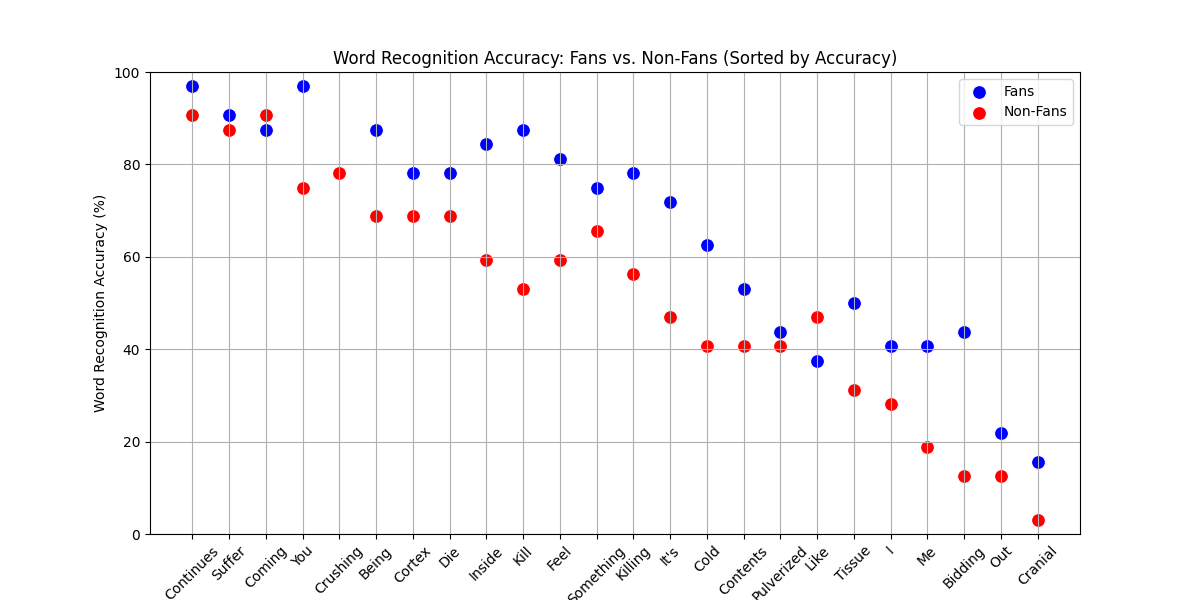 Word Recognition Accuracy: Fans vs. Non-Fans (Sorted by Accuracy)
Fans
Non-Fans
Word Recognition Accuracy (%)
100
80
60
40
20
0
Continues
Suffer
Coming
You
Crushing
Being
Cortex
Die
Inside
Kill
Feel
Something
Killing
It's
Cold
Contents
Pulverized
Like
Tissue
I
Me
Bidding
Out
Cranial